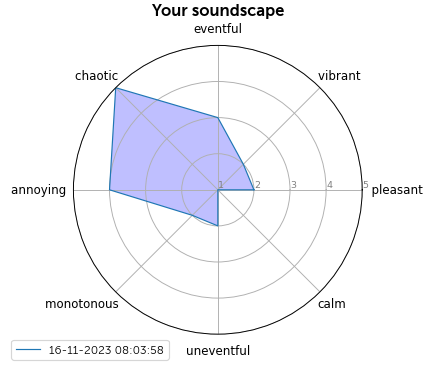 Your soundscape
eventful
chaotic
vibrant
annoying
1
2
3
4
5
pleasant
monotonous
calm
uneventful
16-11-2023 08:03:58